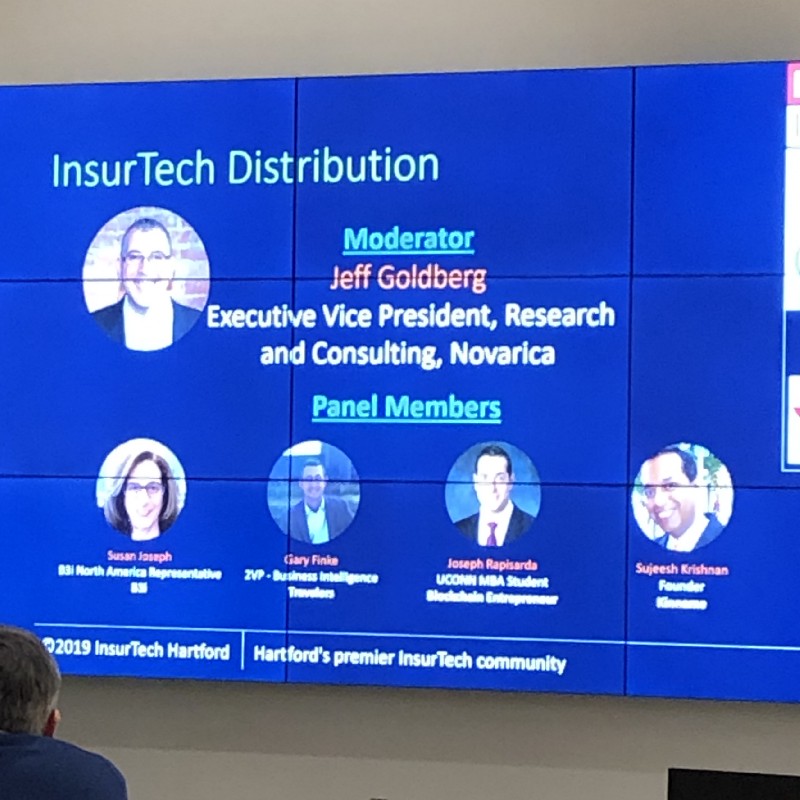 InsurTech Distribution
Moderator
Jeff Goldberg
Executive Vice President, Research
and Consulting, Novarica
Panel Members
Susan Joseph
B3i North America Representative
B3i
Gary Finke
2VP - Business Intelligence
Travelers
Joseph Rapisarda
UCONN MBA Student
Blockchain Entrepreneur
Sujeesh Krishnan
Founder
Kinnome
©2019 InsurTech Hartford
Hartford's premier InsurTech community